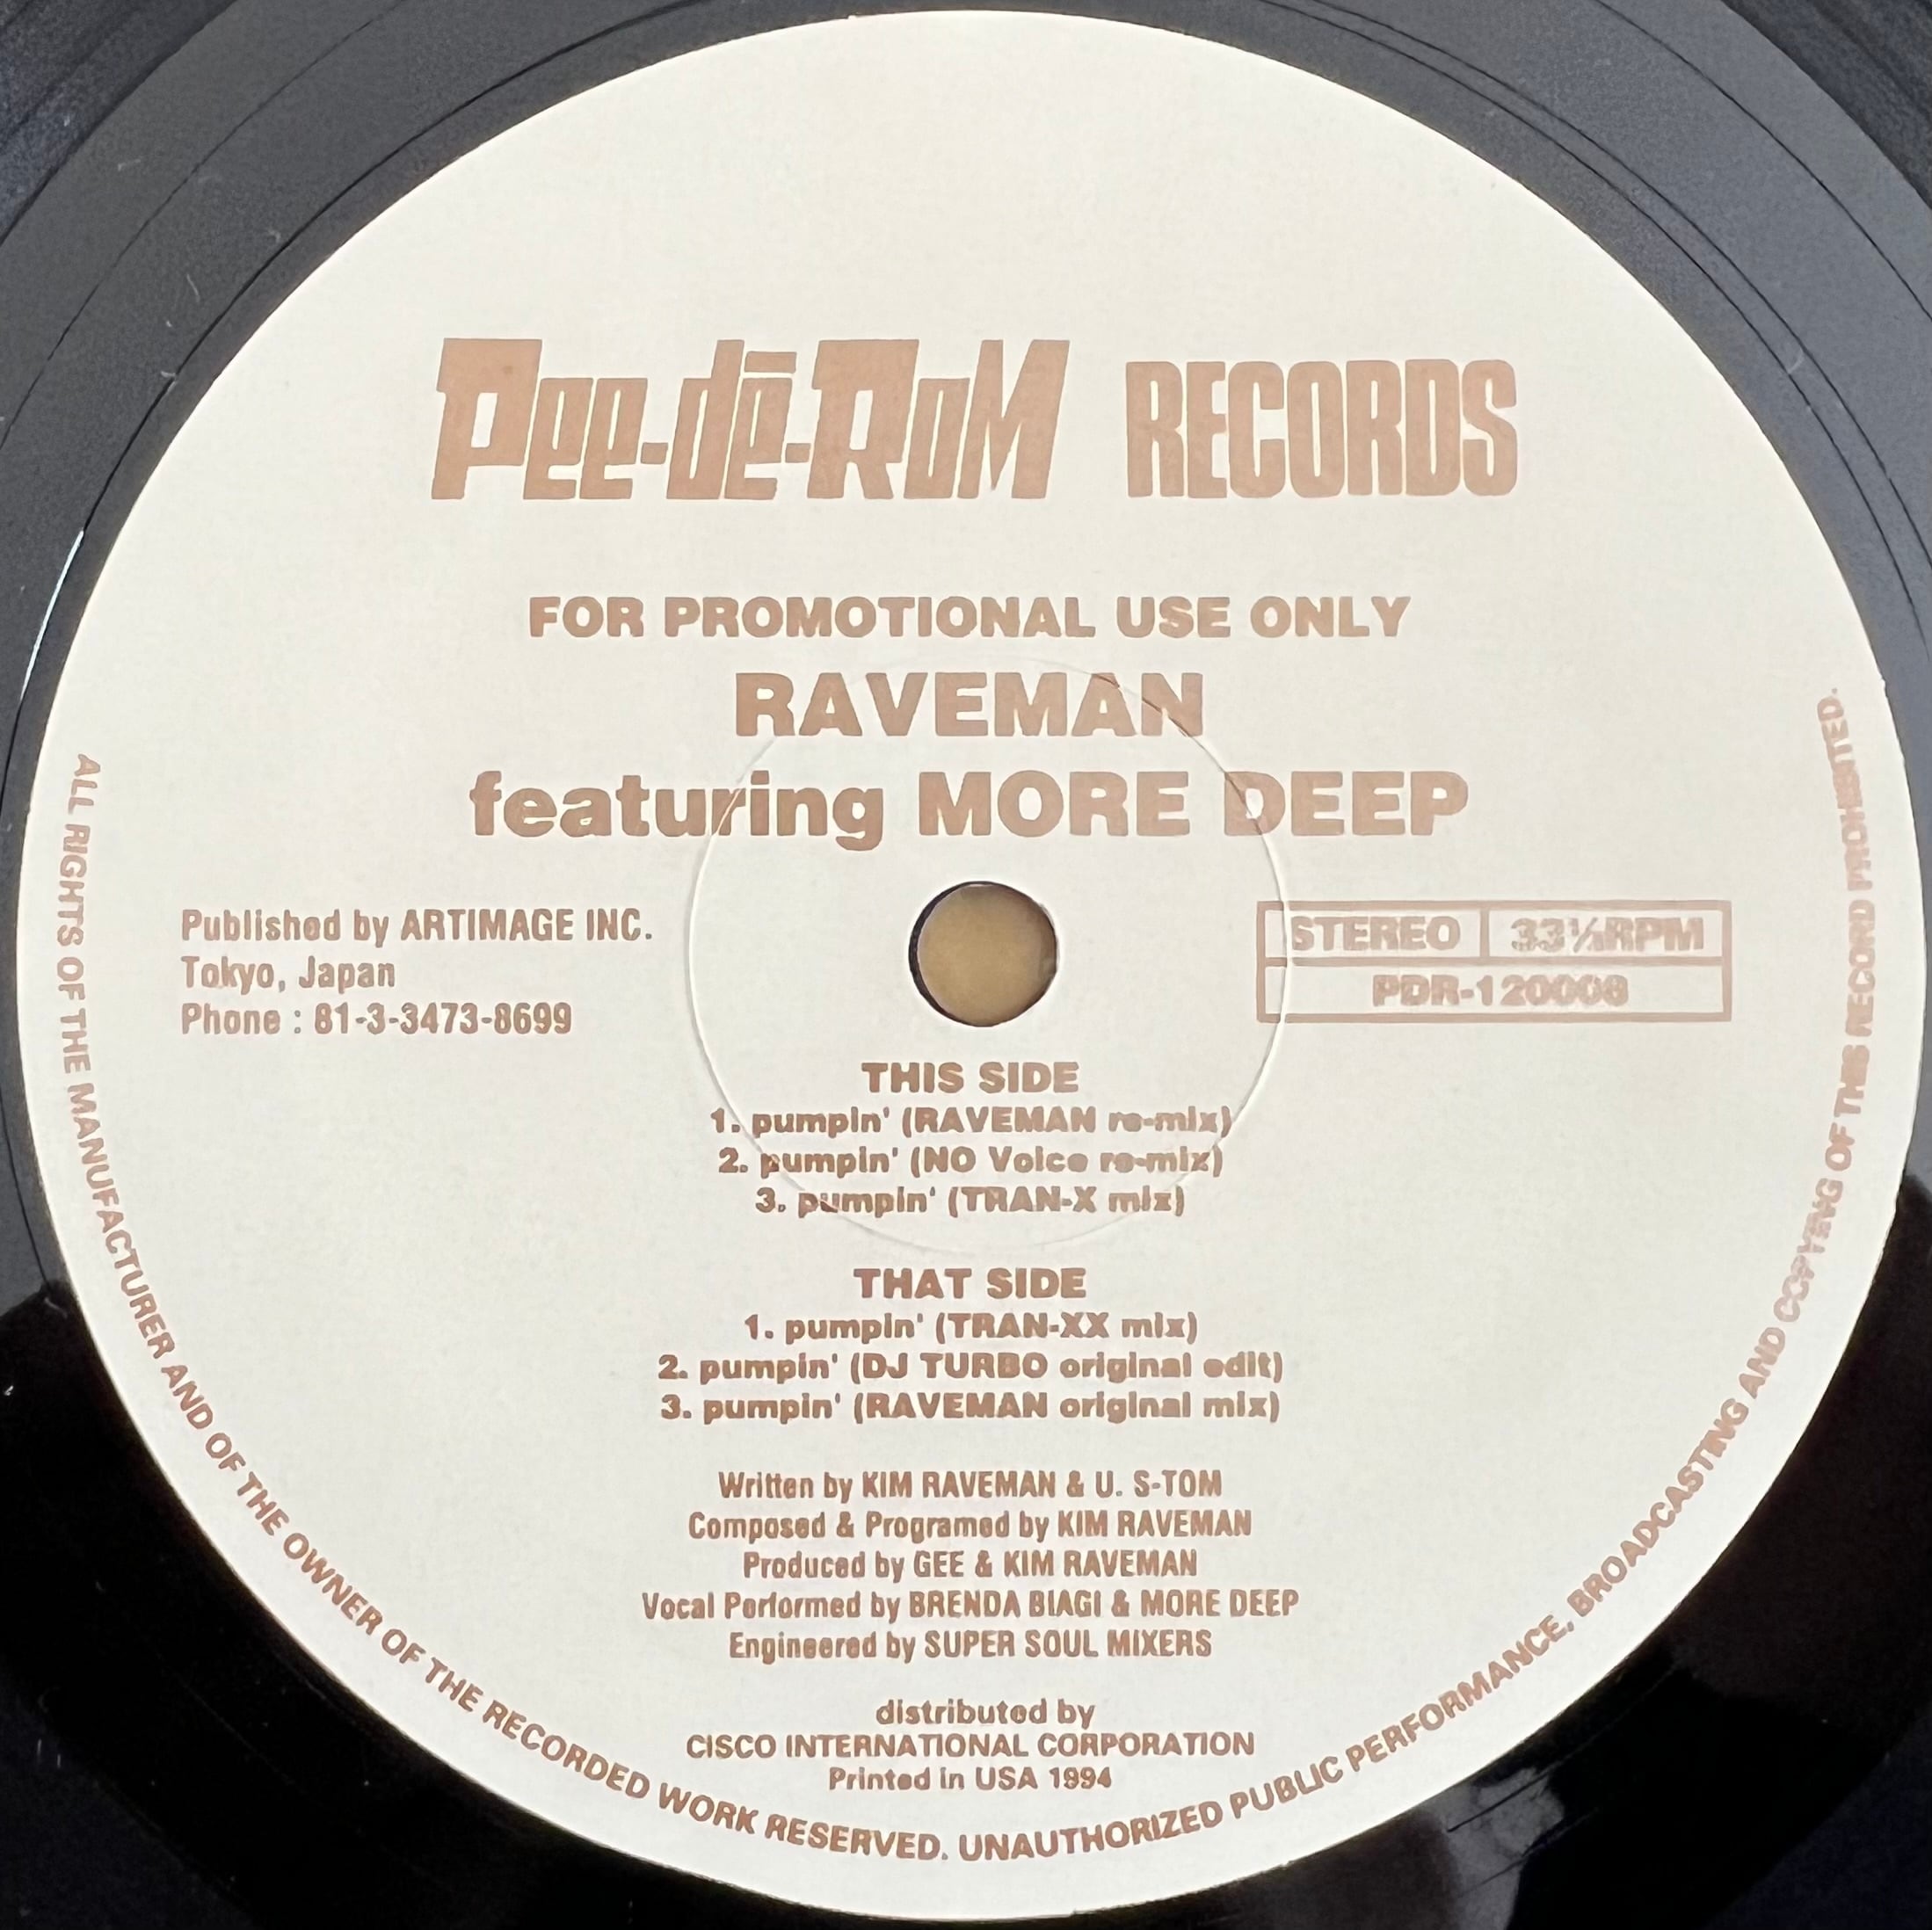 Pee-dē-RoM RECORDS
FOR PROMOTIONAL USE ONLY
RAVEMAN
featuring MORE DEEP
Published by ARTIMAGE INC.
Tokyo, Japan
Phone : 81-3-3473-8699
STEREO 33⅓RPM
PDR-120008
THIS SIDE
1. pumpin' (RAVEMAN re-mix)
2. pumpin' (NO Voice re-mix)
3. pumpin' (TRAN-X mix)
THAT SIDE
1. pumpin' (TRAN-XX mix)
2. pumpin' (DJ TURBO original edit)
3. pumpin' (RAVEMAN original mix)
Written by KIM RAVEMAN & U. S-TOM
Composed & Programed by KIM RAVEMAN
Produced by GEE & KIM RAVEMAN
Vocal Performed by BRENDA BIAGI & MORE DEEP
Engineered by SUPER SOUL MIXERS
distributed by
CISCO INTERNATIONAL CORPORATION
Printed in USA 1994
ALL RIGHTS OF THE MANUFACTURER AND OF THE OWNER OF THE RECORDED WORK RESERVED. UNAUTHORIZED PUBLIC PERFORMANCE, BROADCASTING AND COPYING OF THIS RECORD PROHIBITED.